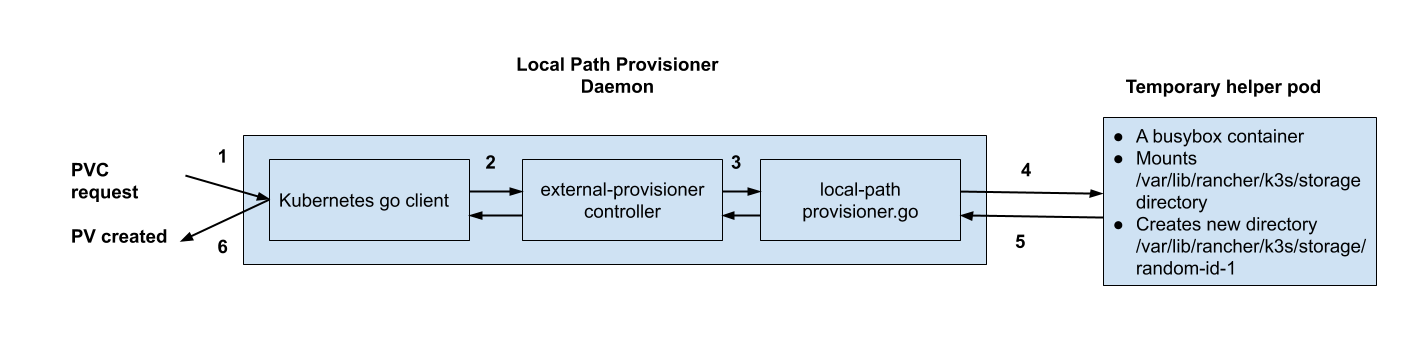 Local Path Provisioner
Daemon
Temporary helper pod
1
PVC
request
PV created
6
Kubernetes go client
2
external-provisioner
controller
3
local-path
provisioner.go
4
5
● A busybox container
● Mounts
/var/lib/rancher/k3s/storage
directory
● Creates new directory
/var/lib/rancher/k3s/storage/
random-id-1